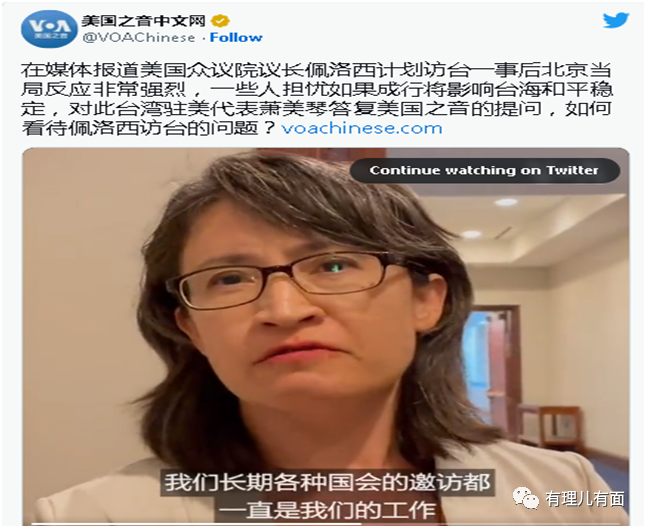 VOA
美国之音
美国之音中文网
@VOAChinese · Follow
在媒体报道美国众议院议长佩洛西计划访台一事后北京当
局反应非常强烈，一些人担忧如果成行将影响台海和平稳
定，对此台湾驻美代表萧美琴答复美国之音的提问，如何
看待佩洛西访台的问题？voachinese.com
Continue watching on Twitter
我们长期各种国会的邀访都
一直是我们的工作
有理儿有面